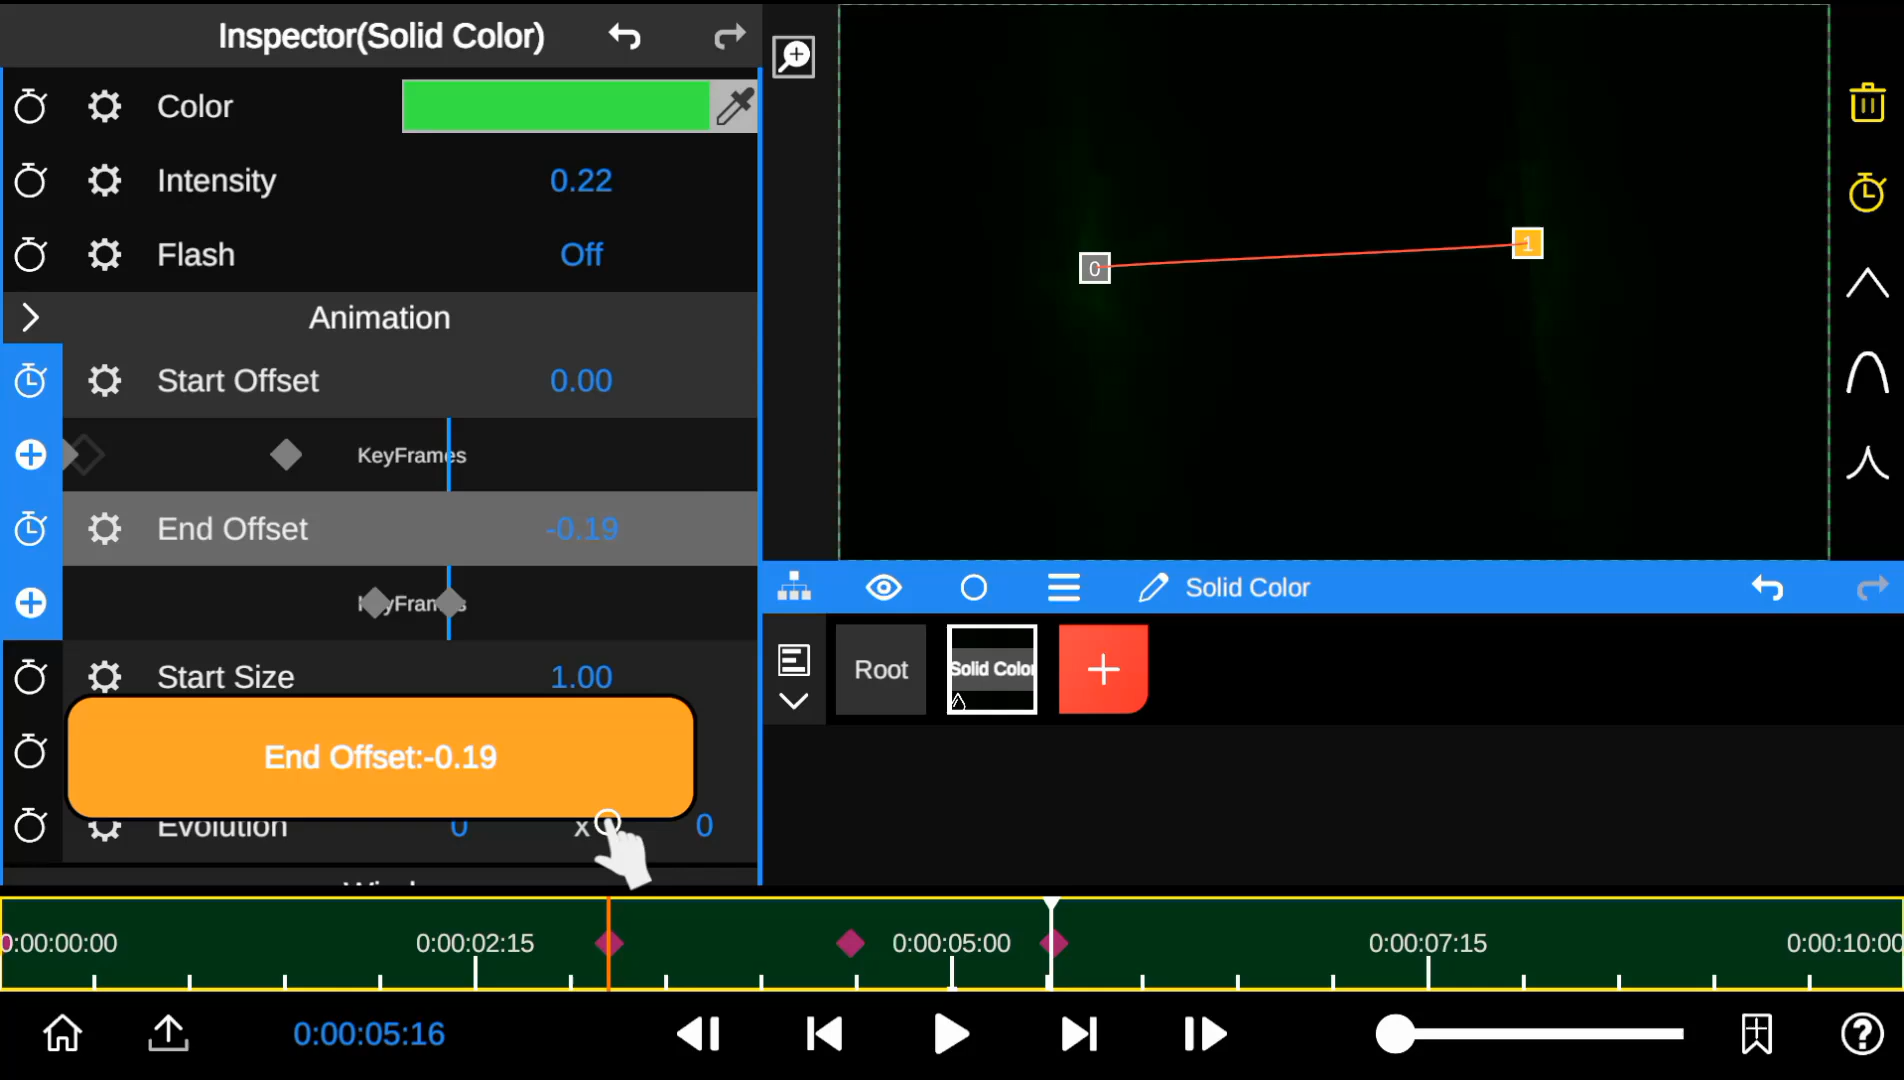 Inspector(Solid Color)
Color
Intensity 0.22
Flash Off
Animation
Start Offset 0.00
KeyFrames
End Offset -0.19
Start Size 1.00
End Offset:-0.19
Evolution 0 x 0
0
1
Solid Color
Root
Solid Color
0:00:00:00 0:00:02:15 0:00:05:00 0:00:07:15 0:00:10:00
0:00:05:16